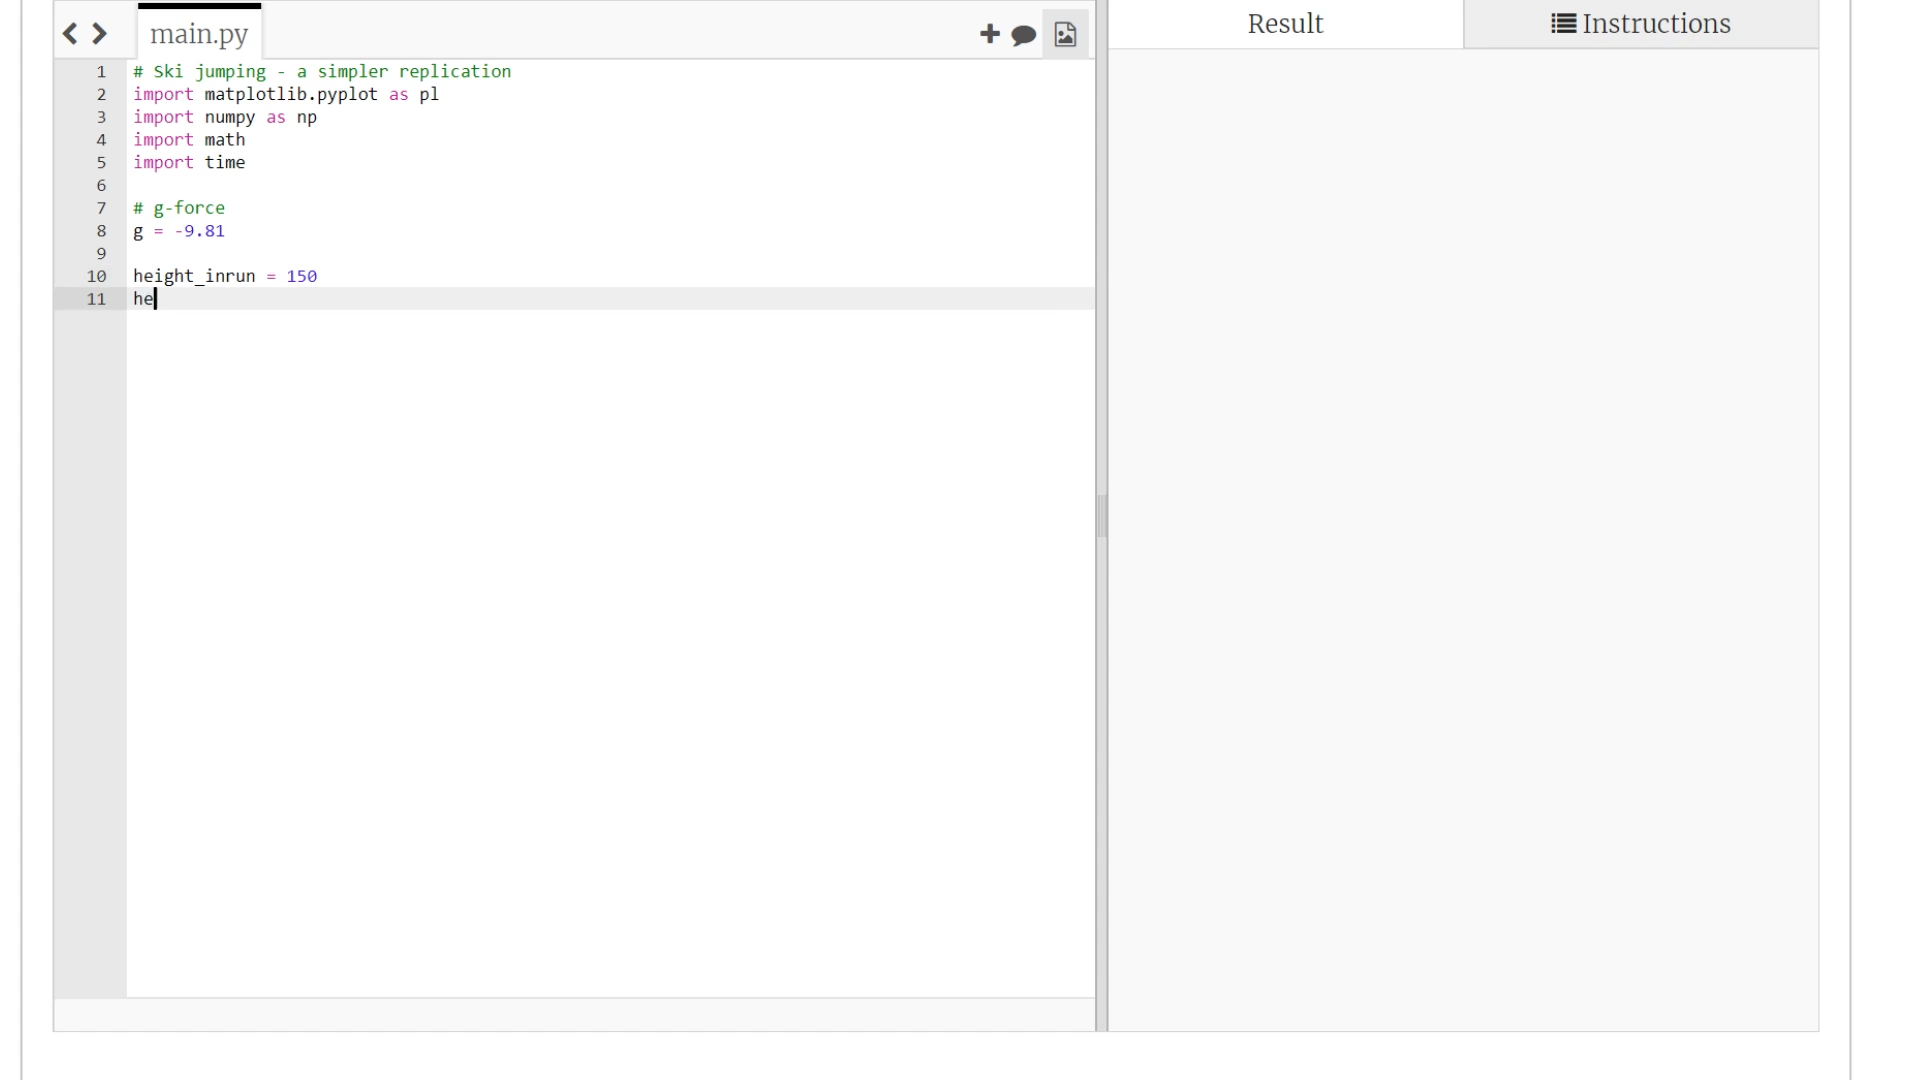 main.py
Result
Instructions
1 # Ski jumping - a simpler replication
2 import matplotlib.pyplot as pl
3 import numpy as np
4 import math
5 import time
6
7 # g-force
8 g = -9.81
9
10 height_inrun = 150
11 he